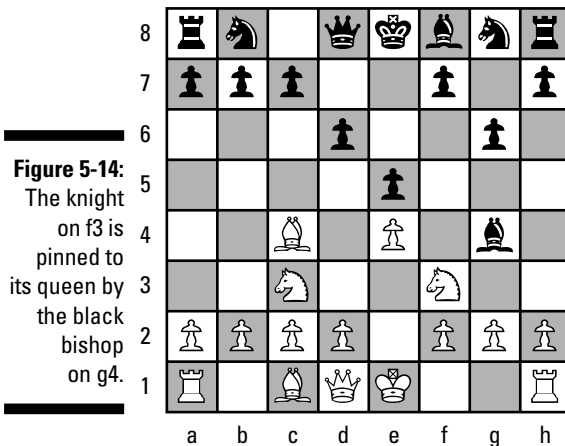 Figure 5-14:
The knight
on f3 is
pinned to
its queen by
the black
bishop
on g4.
8
7
6
5
4
3
2
1
a b c d e f g h